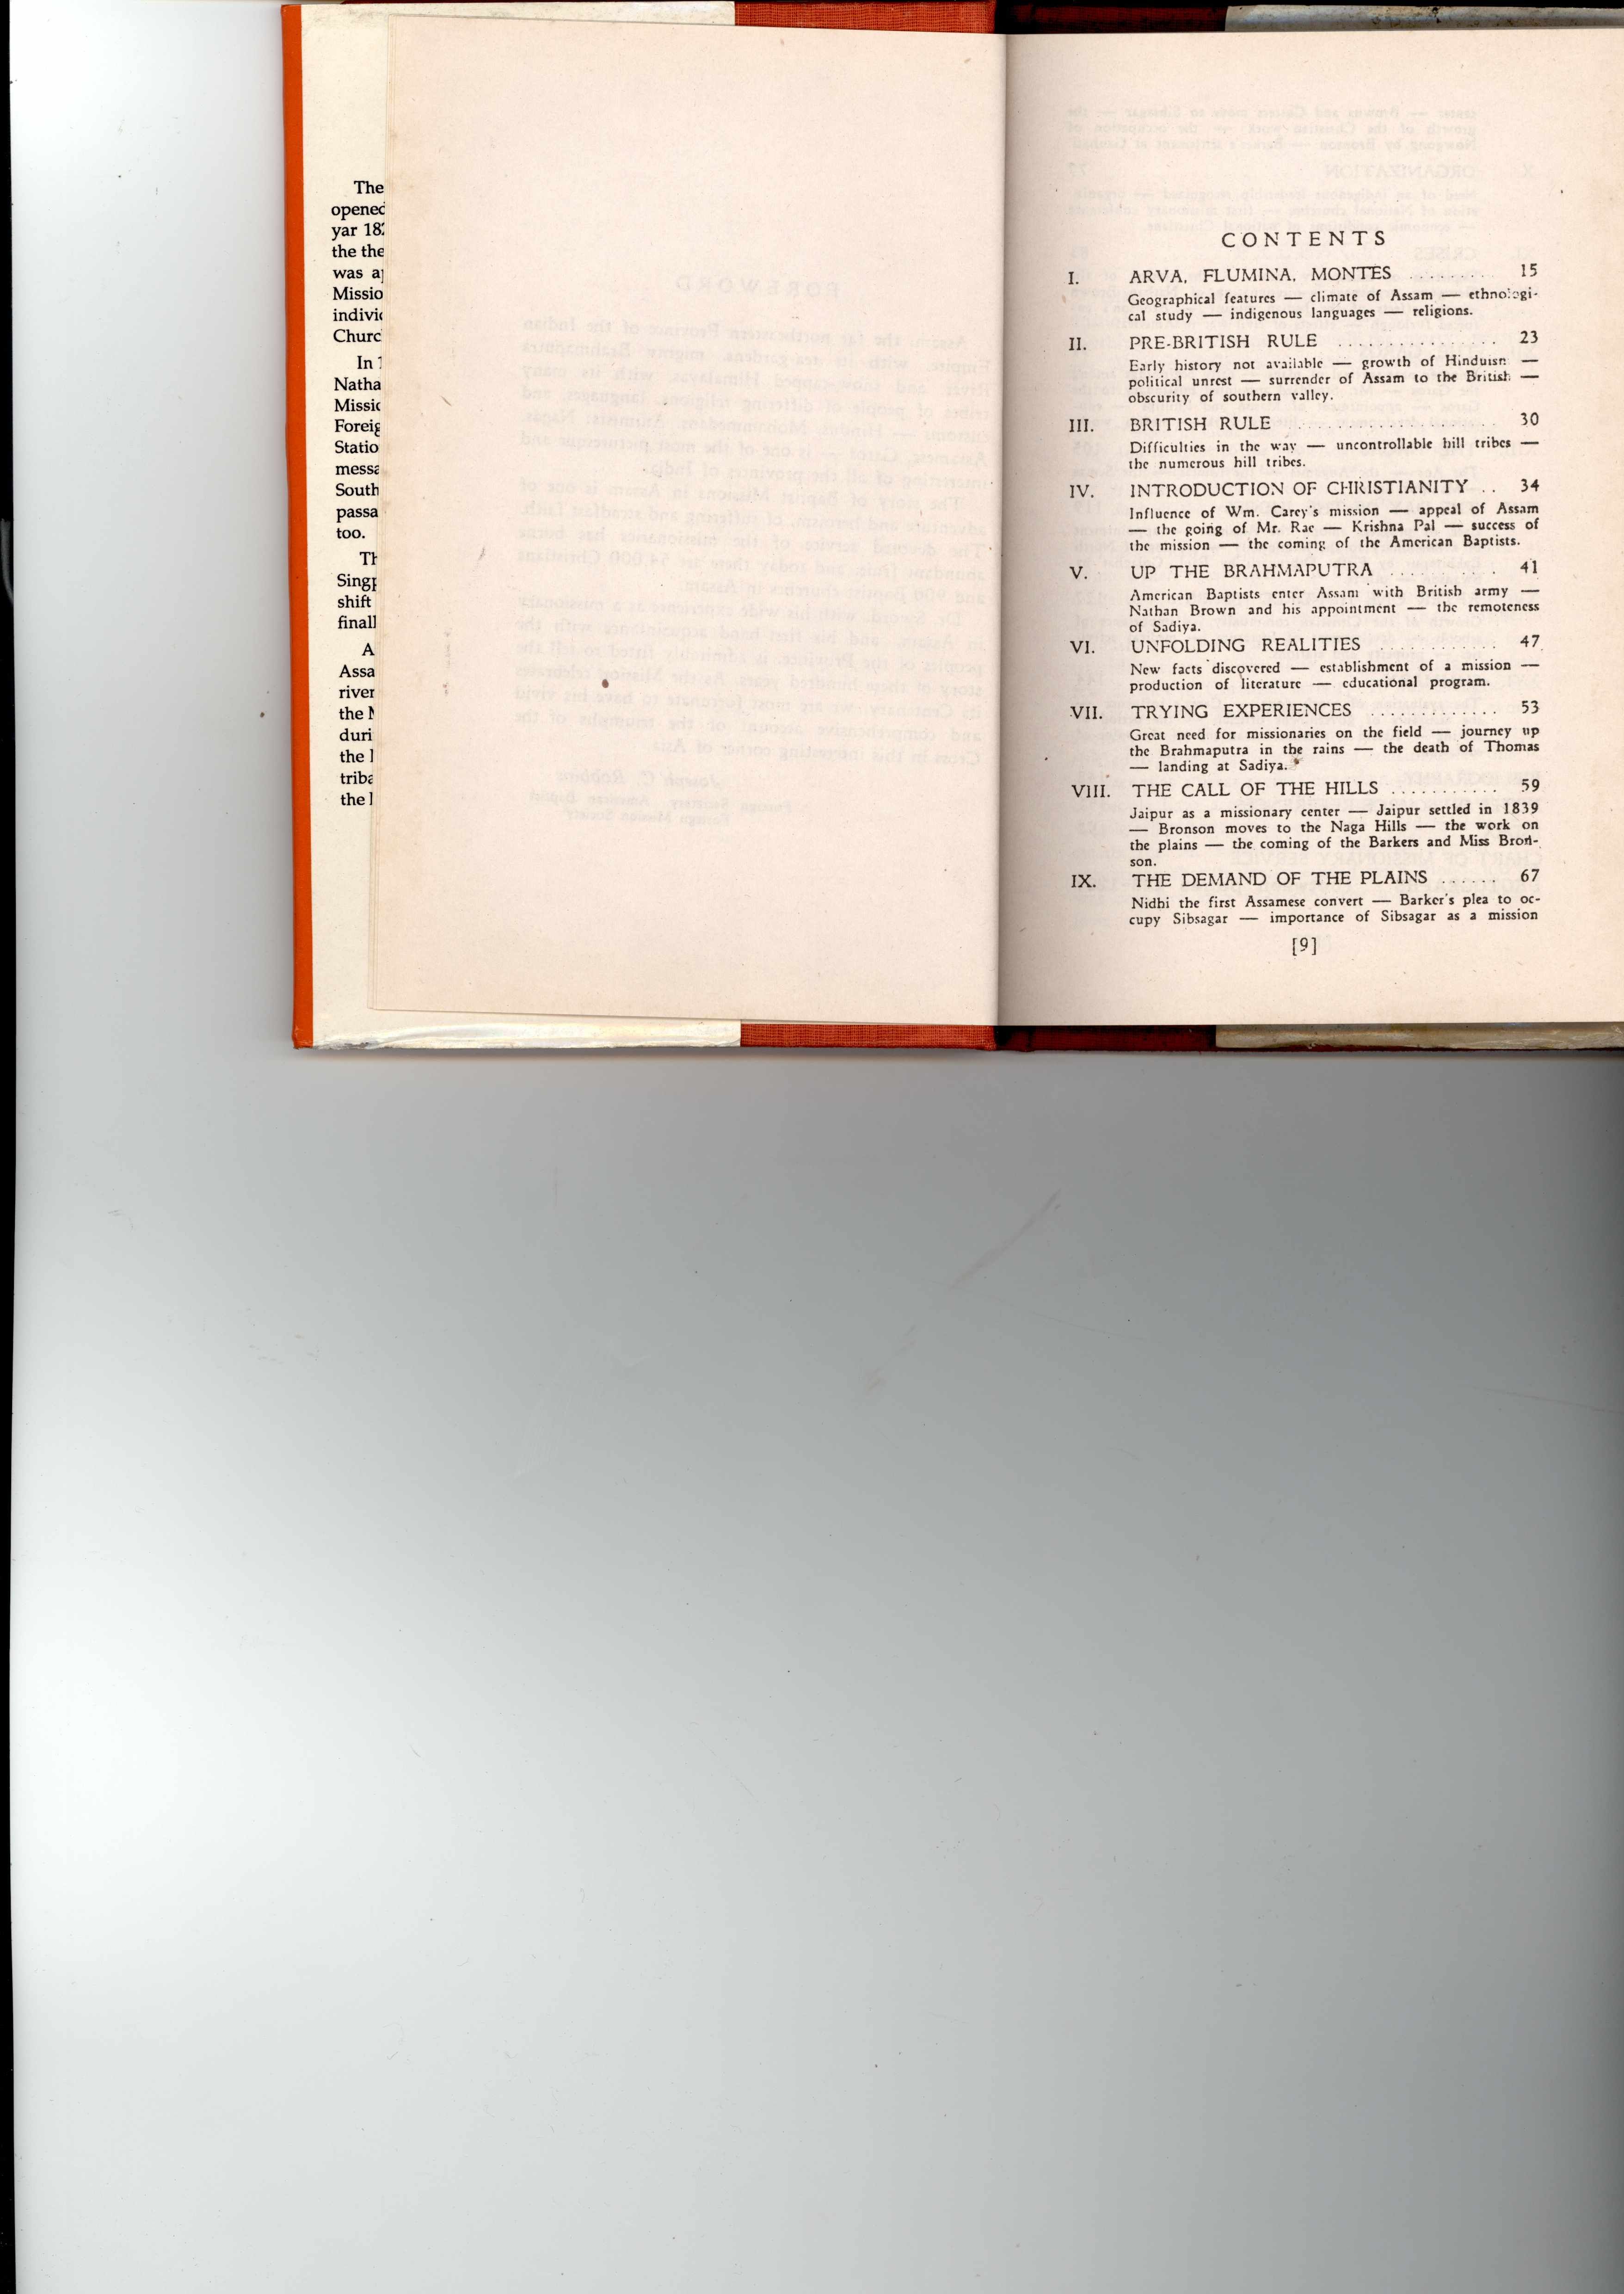 The
opened
yar 18
the the
was a
Missio
indivi
Churc
In
Natha
Missic
Foreig
Statio
messa
South
passa
too.
Th
Singp
shift
finall
A
Assa
river
the
duri
the
triba
the
CONTENTS
I. ARVA, FLUMINA, MONTES ......... 15
Geographical features — climate of Assam — ethnologi-
cal study — indigenous languages — religions.
II. PRE-BRITISH RULE ................ 23
Early history not available — growth of Hinduism —
political unrest — surrender of Assam to the British —
obscurity of southern valley.
III. BRITISH RULE .................... 30
Difficulties in the way — uncontrollable hill tribes —
the numerous hill tribes.
IV. INTRODUCTION OF CHRISTIANITY .. 34
Influence of Wm. Carey's mission — appeal of Assam
— the going of Mr. Rae — Krishna Pal — success of
the mission — the coming of the American Baptists.
V. UP THE BRAHMAPUTRA ........... 41
American Baptists enter Assam with British army —
Nathan Brown and his appointment — the remoteness
of Sadiya.
VI. UNFOLDING REALITIES ............ 47
New facts discovered — establishment of a mission —
production of literature — educational program.
VII. TRYING EXPERIENCES ............. 53
Great need for missionaries on the field — journey up
the Brahmaputra in the rains — the death of Thomas
— landing at Sadiya.
VIII. THE CALL OF THE HILLS ........... 59
Jaipur as a missionary center — Jaipur settled in 1839
— Bronson moves to the Naga Hills — the work on
the plains — the coming of the Barkers and Miss Bron-
son.
IX. THE DEMAND OF THE PLAINS ...... 67
Nidhi the first Assamese convert — Barker's plea to oc-
cupy Sibsagar — importance of Sibsagar as a mission
[9]